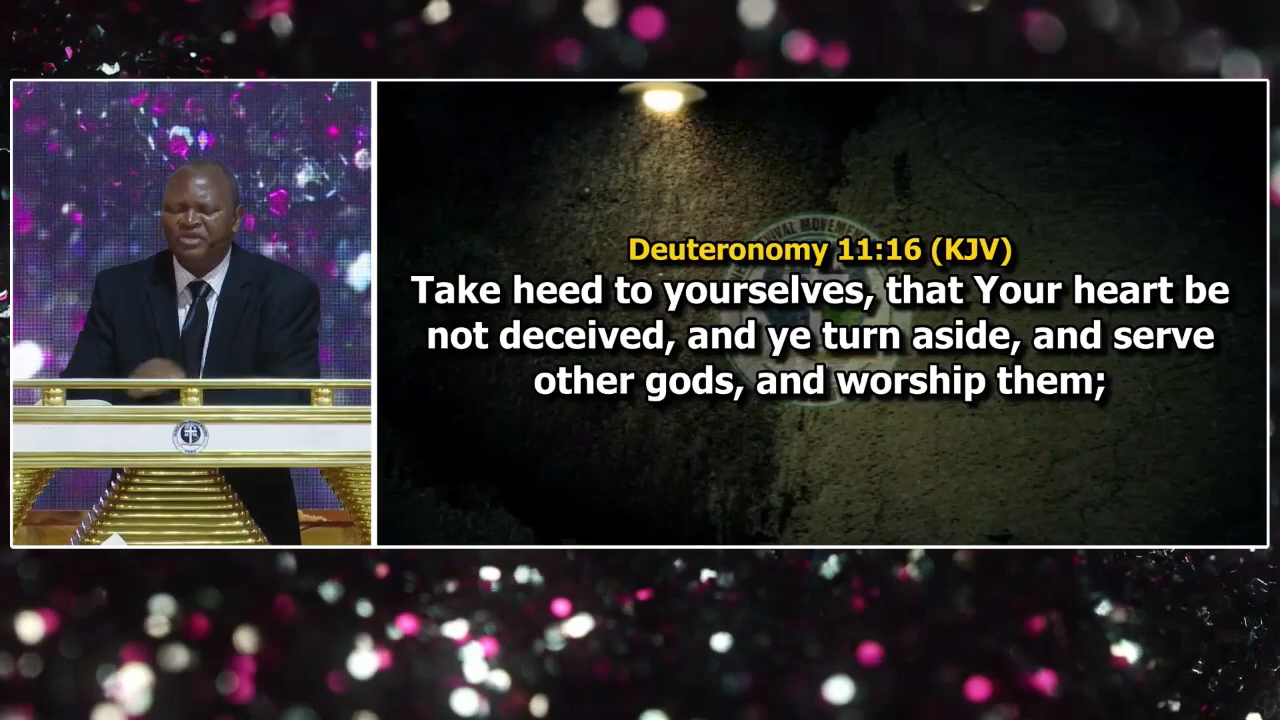 Deuteronomy 11:16 (KJV)
Take heed to yourselves, that Your heart be
not deceived, and ye turn aside, and serve
other gods, and worship them;